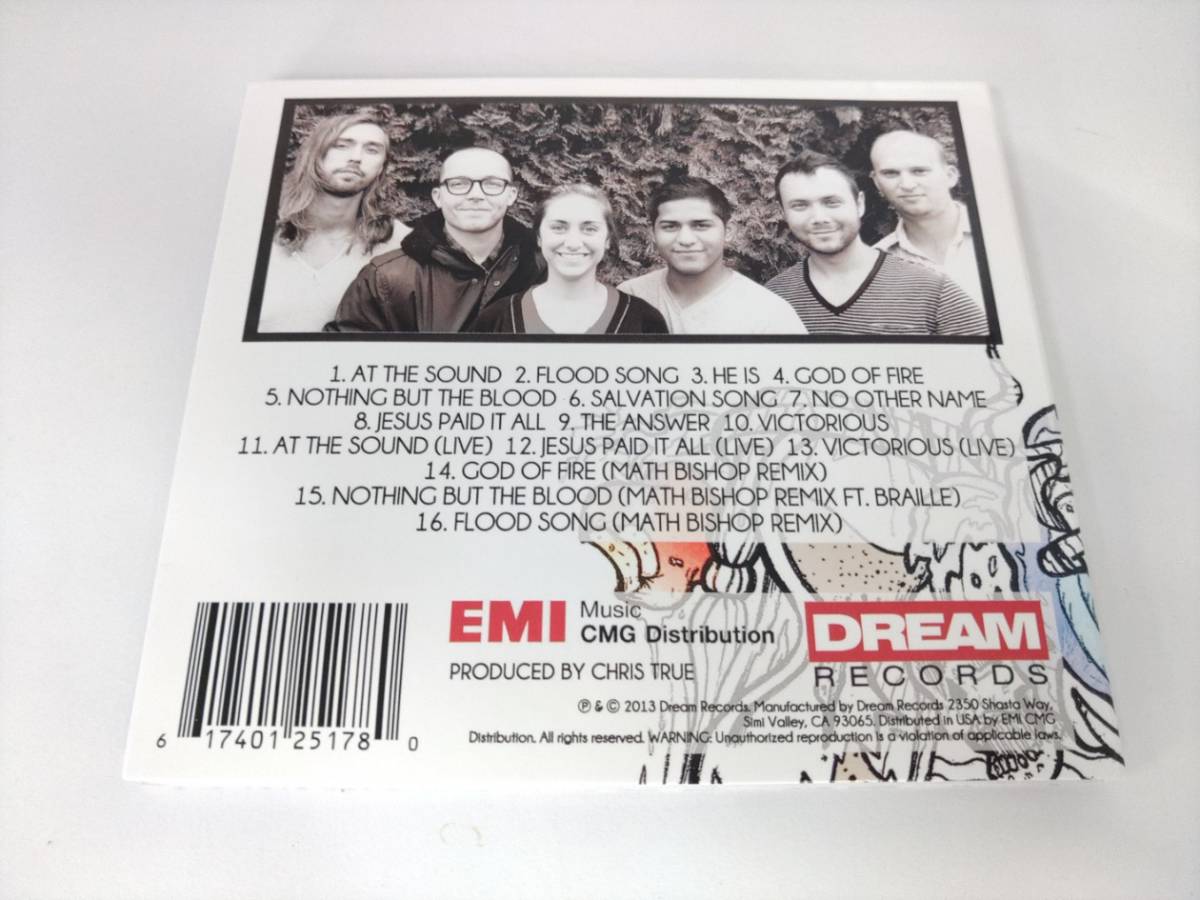 1. AT THE SOUND 2. FLOOD SONG 3. HE IS 4. GOD OF FIRE
5. NOTHING BUT THE BLOOD 6. SALVATION SONG 7. NO OTHER NAME
8. JESUS PAID IT ALL 9. THE ANSWER 10. VICTORIOUS
11. AT THE SOUND (LIVE) 12. JESUS PAID IT ALL (LIVE) 13. VICTORIOUS (LIVE)
14. GOD OF FIRE (MATH BISHOP REMIX)
15. NOTHING BUT THE BLOOD (MATH BISHOP REMIX FT. BRAILLE)
16. FLOOD SONG (MATH BISHOP REMIX)
EMI Music
CMG Distribution
DREAM
RECORDS
PRODUCED BY CHRIS TRUE
℗ & © 2013 Dream Records. Manufactured by Dream Records 2350 Shasta Way,
Simi Valley, CA 93065. Distributed in USA by EMI CMG
Distribution. All rights reserved. WARNING: Unauthorized reproduction is a violation of applicable laws.
6 17401 25178 0